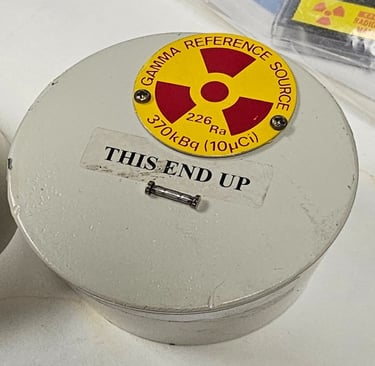 GAMMA REFERENCE SOURCE
226
Ra
370kBq (10µCi)
THIS END UP